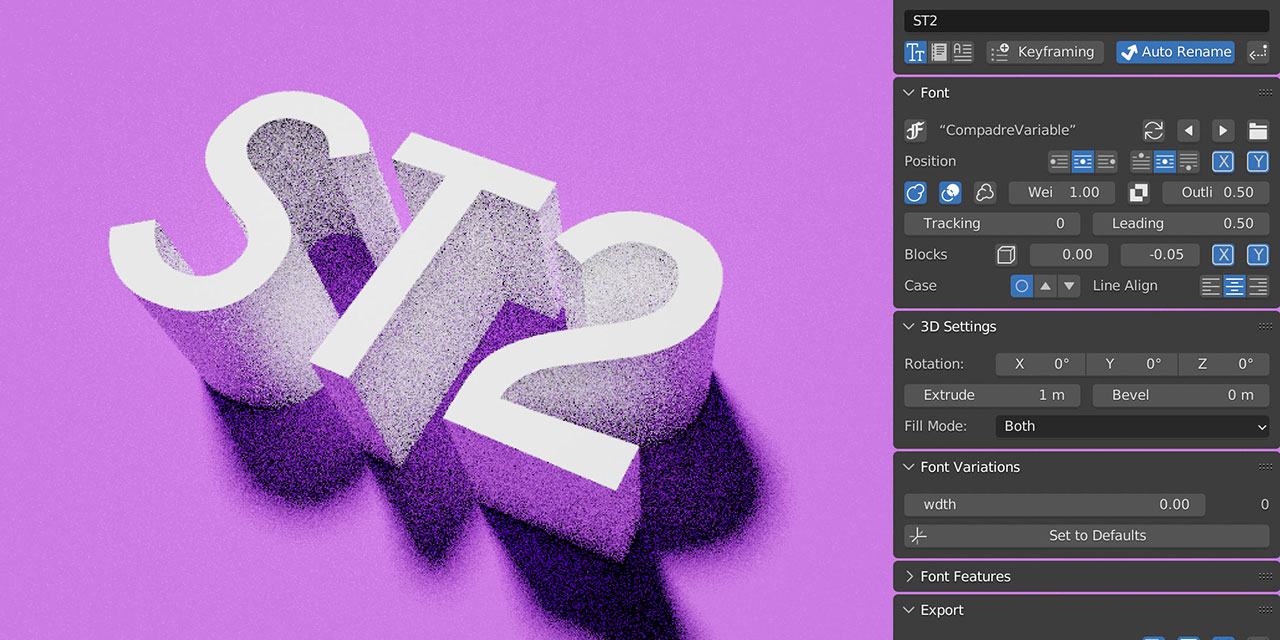 ST2
ST2
Keyframing Auto Rename
Font
“CompadreVariable”
Position X Y
Wei 1.00 Outli 0.50
Tracking 0 Leading 0.50
Blocks 0.00 -0.05 X Y
Case Line Align
3D Settings
Rotation: X 0° Y 0° Z 0°
Extrude 1 m Bevel 0 m
Fill Mode: Both
Font Variations
wdth 0.00 0
Set to Defaults
Font Features
Export